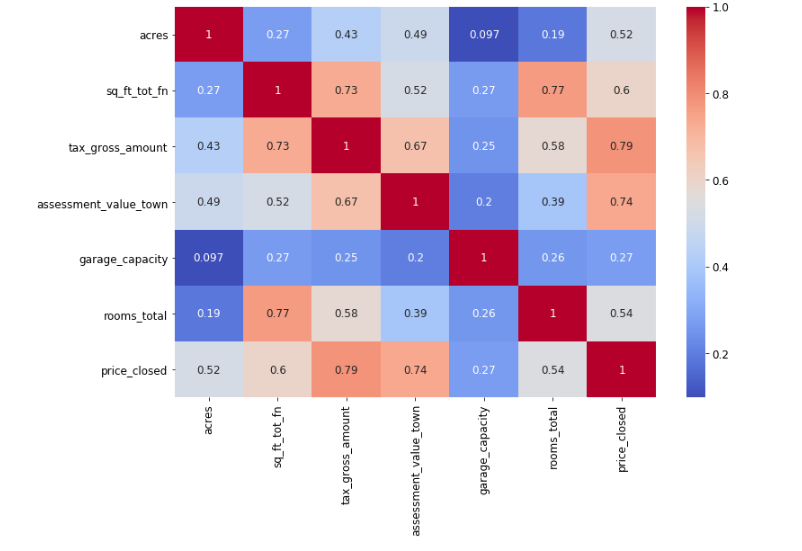 acres 1 0.27 0.43 0.49 0.097 0.19 0.52
sq_ft_tot_fn 0.27 1 0.73 0.52 0.27 0.77 0.6
tax_gross_amount 0.43 0.73 1 0.67 0.25 0.58 0.79
assessment_value_town 0.49 0.52 0.67 1 0.2 0.39 0.74
garage_capacity 0.097 0.27 0.25 0.2 1 0.26 0.27
rooms_total 0.19 0.77 0.58 0.39 0.26 1 0.54
price_closed 0.52 0.6 0.79 0.74 0.27 0.54 1
acres
sq_ft_tot_fn
tax_gross_amount
assessment_value_town
garage_capacity
rooms_total
price_closed
1.0
0.8
0.6
0.4
0.2